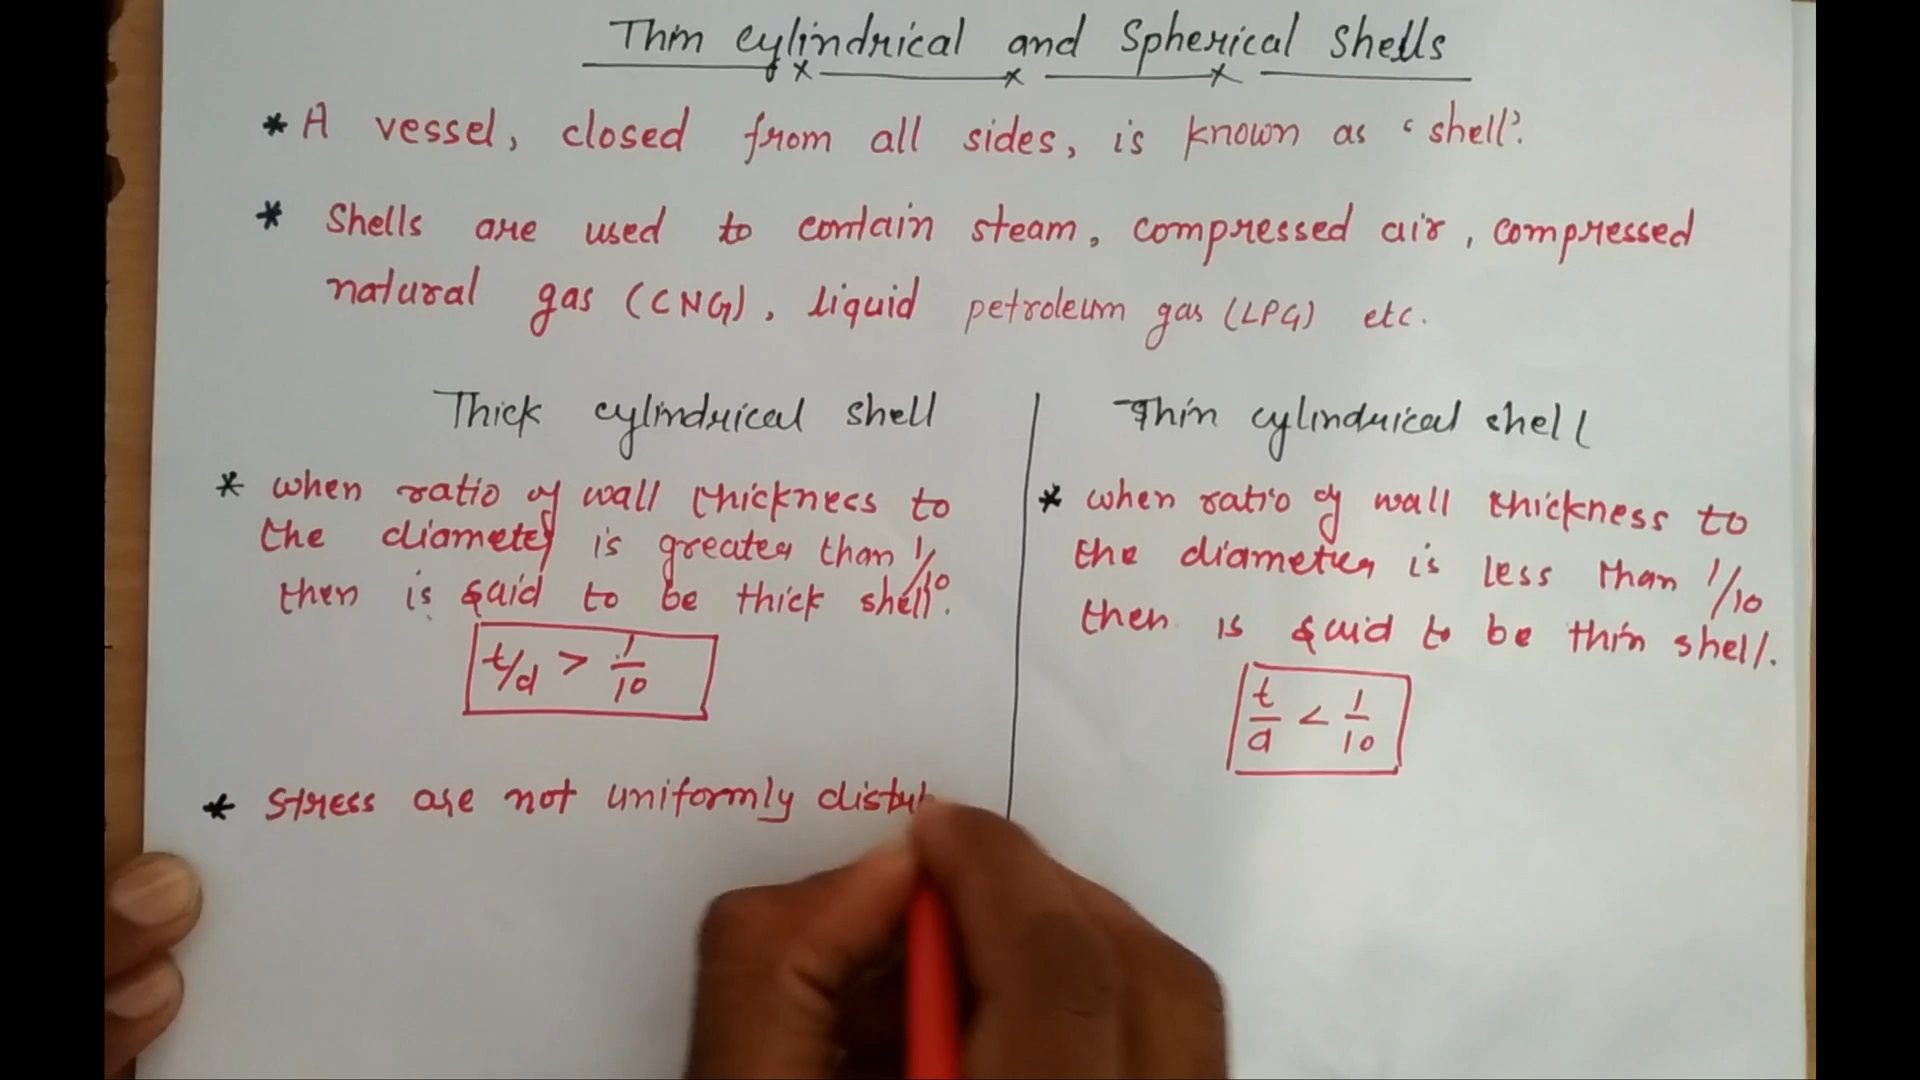 Thin cylindrical and Spherical Shells
* A vessel, closed from all sides, is known as 'shell'.
* Shells are used to contain steam, compressed air, compressed
natural gas (CNG), liquid petroleum gas (LPG) etc.
Thick cylindrical shell
* when ratio of wall thickness to
the diameter is greater than 1/10
then is said to be thick shell.
t/d > 1/10
* Stress are not uniformly
Thin cylindrical shell
* when ratio of wall thickness to
the diameter is less than 1/10
then is said to be thin shell.
t/d < 1/10